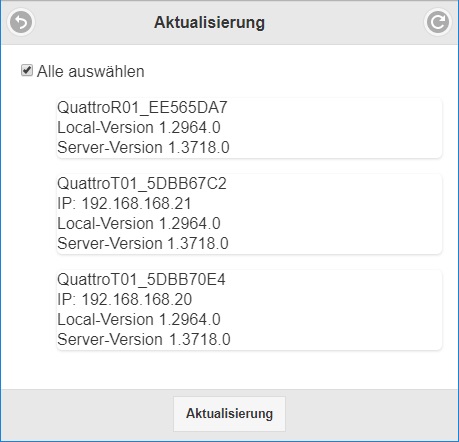 Aktualisierung
Alle auswählen
QuattroR01_EE565DA7
Local-Version 1.2964.0
Server-Version 1.3718.0
QuattroT01_5DBB67C2
IP: 192.168.168.21
Local-Version 1.2964.0
Server-Version 1.3718.0
QuattroT01_5DBB70E4
IP: 192.168.168.20
Local-Version 1.2964.0
Server-Version 1.3718.0
Aktualisierung